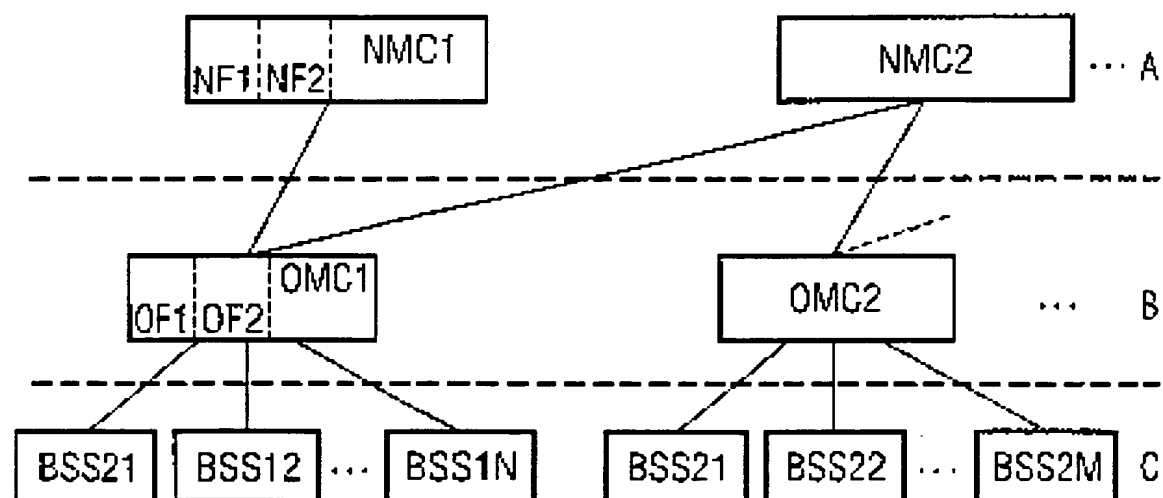 NF1 NF2 NMC1 NMC2 ... A
OF1 OF2 OMC1 OMC2 ... B
BSS21 BSS12 ... BSS1N BSS21 BSS22 ... BSS2M C